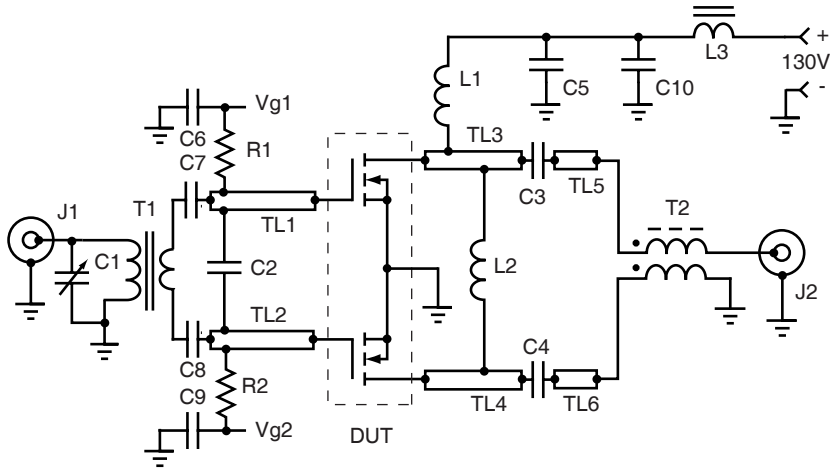 +
L3
130V
-
L1
C5
C10
Vg1
C6
C7
R1
TL3
C3
TL5
J1
T1
TL1
T2
C1
C2
L2
J2
TL2
C4
C8
C9
R2
TL4
TL6
Vg2
DUT